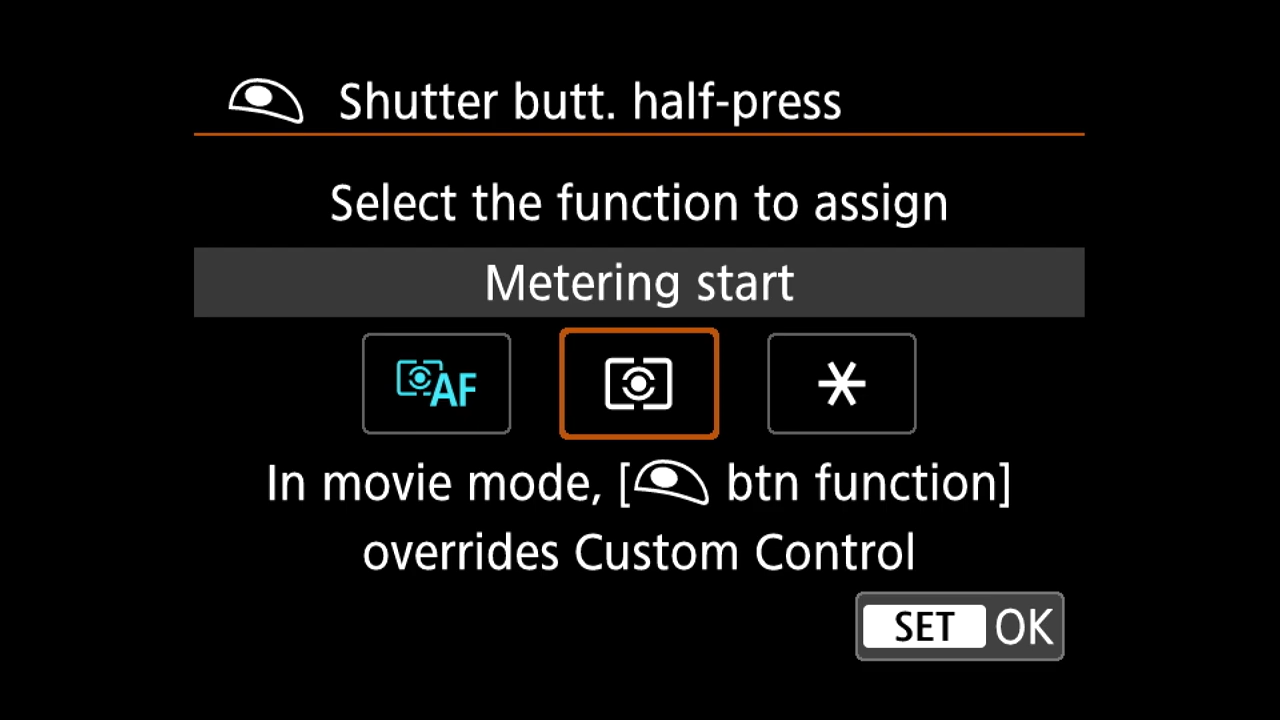 Shutter butt. half-press
Select the function to assign
Metering start
AF
In movie mode, [ btn function]
overrides Custom Control
SET OK